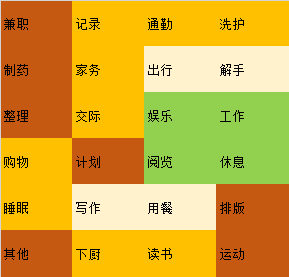 兼职 记录 通勤 洗护
制药 家务 出行 解手
整理 交际 娱乐 工作
购物 计划 阅览 休息
睡眠 写作 用餐 排版
其他 下厨 读书 运动